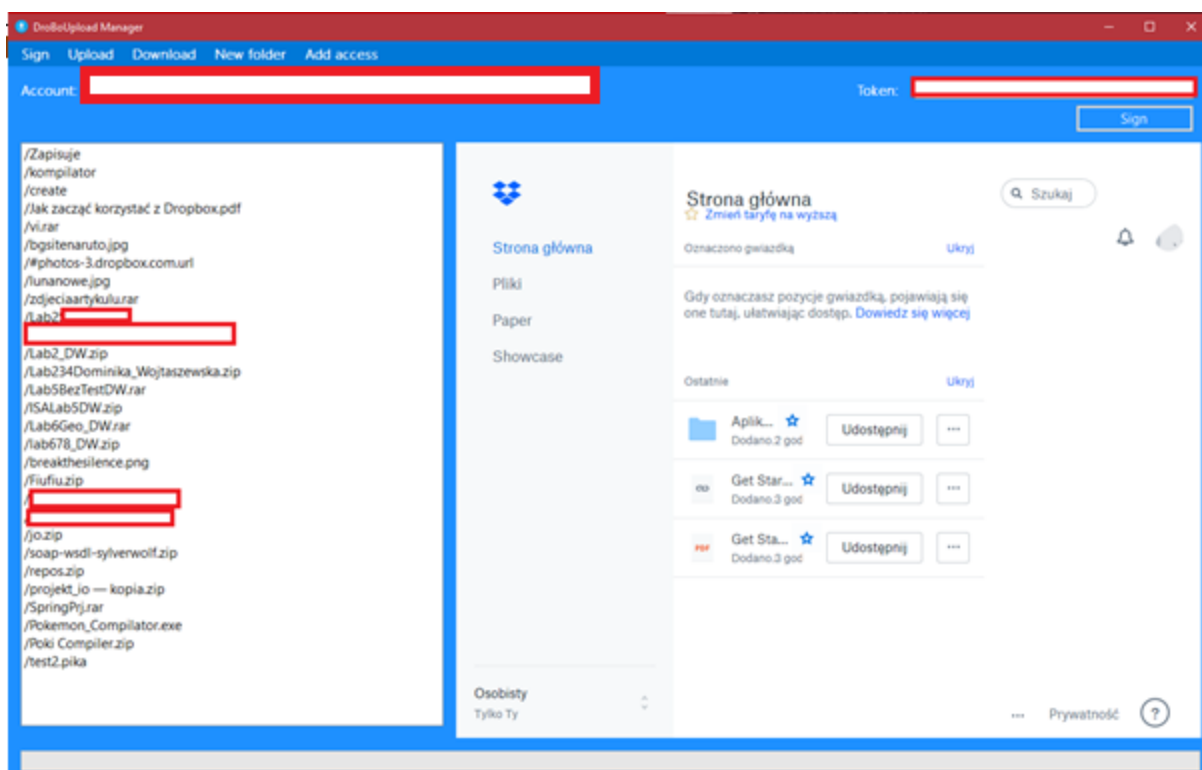 DroBoUpload Manager
Sign Upload Download New folder Add access
Account:
Token:
Sign
/Zapisuje
/kompilator
/create
/Jak zacząć korzystać z Dropbox.pdf
/vi.rar
/bgsitenaruto.jpg
/#photos-3.dropbox.com.url
/lunanowe.jpg
/zdjeciaartykulu.rar
/Lab2
/Lab2_DW.zip
/Lab234Dominika_Wojtaszewska.zip
/Lab5BezTestDW.rar
/ISALab5DW.zip
/Lab6Geo_DW.rar
/lab678_DW.zip
/breakthesilence.png
/Fiufiu.zip
/
/jo.zip
/soap-wsdl-sylverwolf.zip
/repos.zip
/projekt_io — kopia.zip
/SpringPrj.rar
/Pokemon_Compilator.exe
/Poki Compiler.zip
/test2.pika
Strona główna
Pliki
Paper
Showcase
Osobisty
Tylko Ty
Strona główna
Zmień taryfę na wyższą
Szukaj
Oznaczono gwiazdką Ukryj
Gdy oznaczasz pozycje gwiazdką, pojawiają się
one tutaj, ułatwiając dostęp. Dowiedz się więcej
Ostatnie Ukryj
Aplik... Udostępnij ...
Dodano.2 god
Get Star... Udostępnij ...
Dodano.3 god
PDF Get Sta... Udostępnij ...
Dodano.3 god
... Prywatność ?